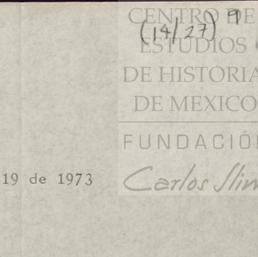 (14/27)
CENTRO DE
ESTUDIOS
DE HISTORIA
DE MEXICO
FUNDACIÓN
Carlos Slim
19 de 1973